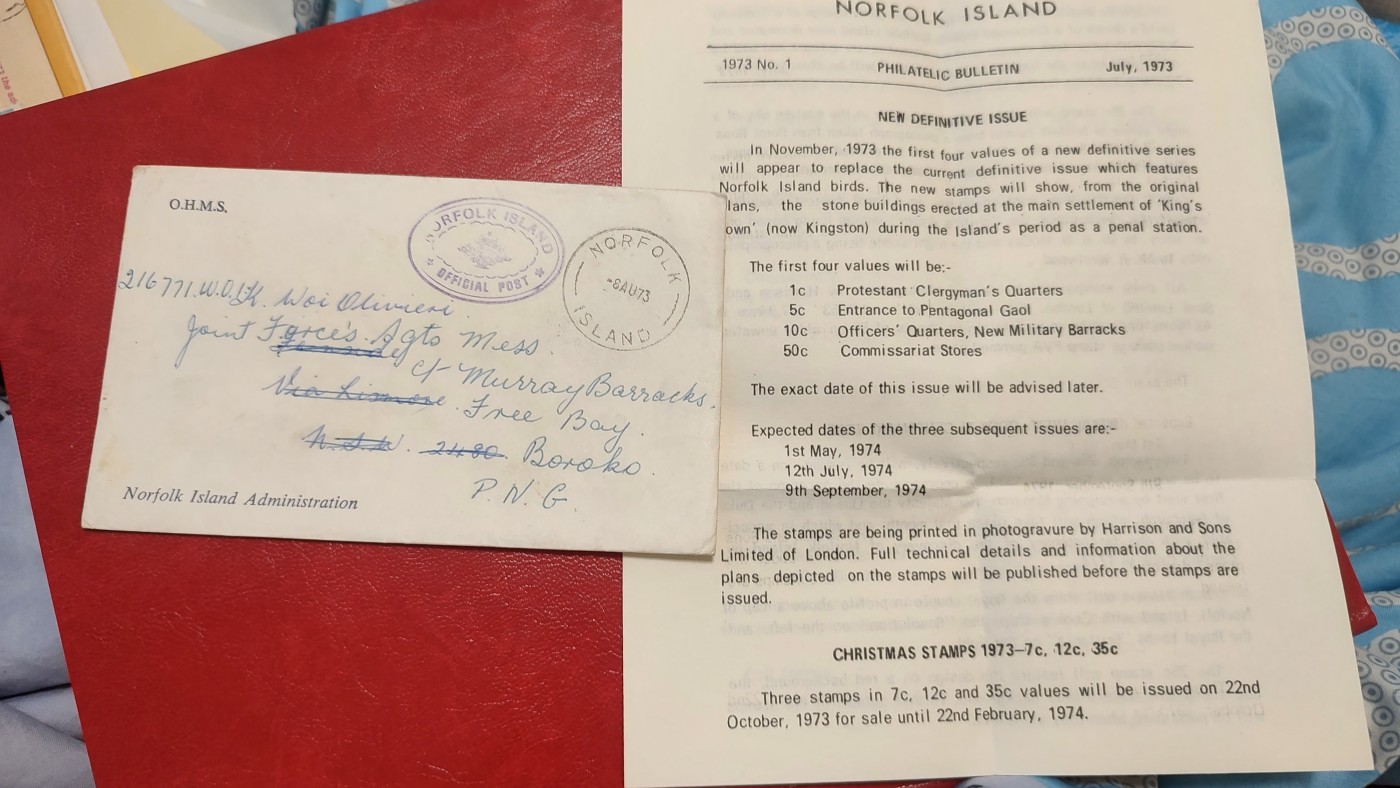 O.H.M.S.
NORFOLK ISLAND
OFFICIAL POST
NORFOLK
-8AU73
ISLAND
216771.W.O.I.K. Woi Olivieri.
Joint Force's Sgts Mess.
C/- Murray Barracks.
Via Lismore. Free Bay.
N.S.W. 2480. Boroko.
P.N.G.
Norfolk Island Administration
NORFOLK ISLAND
1973 No. 1 PHILATELIC BULLETIN July, 1973
NEW DEFINITIVE ISSUE
In November, 1973 the first four values of a new definitive series
will appear to replace the current definitive issue which features
Norfolk Island birds. The new stamps will show, from the original
lans, the stone buildings erected at the main settlement of 'King's
own' (now Kingston) during the Island's period as a penal station.
The first four values will be:-
1c Protestant Clergyman's Quarters
5c Entrance to Pentagonal Gaol
10c Officers' Quarters, New Military Barracks
50c Commissariat Stores
The exact date of this issue will be advised later.
Expected dates of the three subsequent issues are:-
1st May, 1974
12th July, 1974
9th September, 1974
The stamps are being printed in photogravure by Harrison and Sons
Limited of London. Full technical details and information about the
plans depicted on the stamps will be published before the stamps are
issued.
CHRISTMAS STAMPS 1973—7c, 12c, 35c
Three stamps in 7c, 12c and 35c values will be issued on 22nd
October, 1973 for sale until 22nd February, 1974.